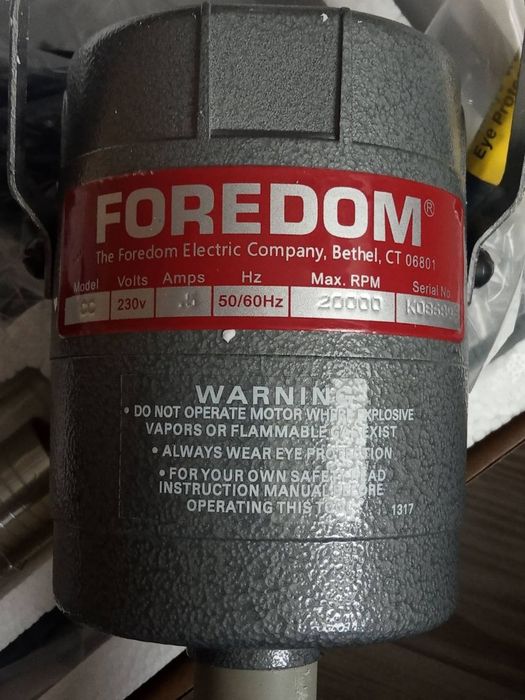 FOREDOM®
The Foredom Electric Company, Bethel, CT 06801
Model Volts Amps Hz Max. RPM Serial No
CC 230v 50/60Hz 20000
WARNING
• DO NOT OPERATE MOTOR WHERE EXPLOSIVE
VAPORS OR FLAMMABLE EXIST
• ALWAYS WEAR EYE PROTECTION
• FOR YOUR OWN SAFETY READ
INSTRUCTION MANUAL BEFORE
OPERATING THIS TOOL
1317
Eye